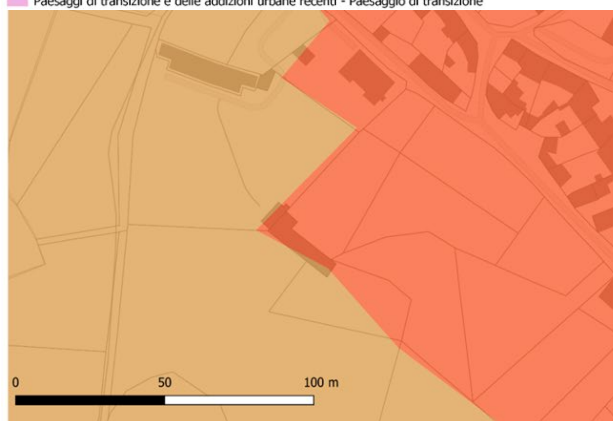 Paesaggi di transizione e delle addizioni urbane recenti - Paesaggio di transizione
0 50 100 m